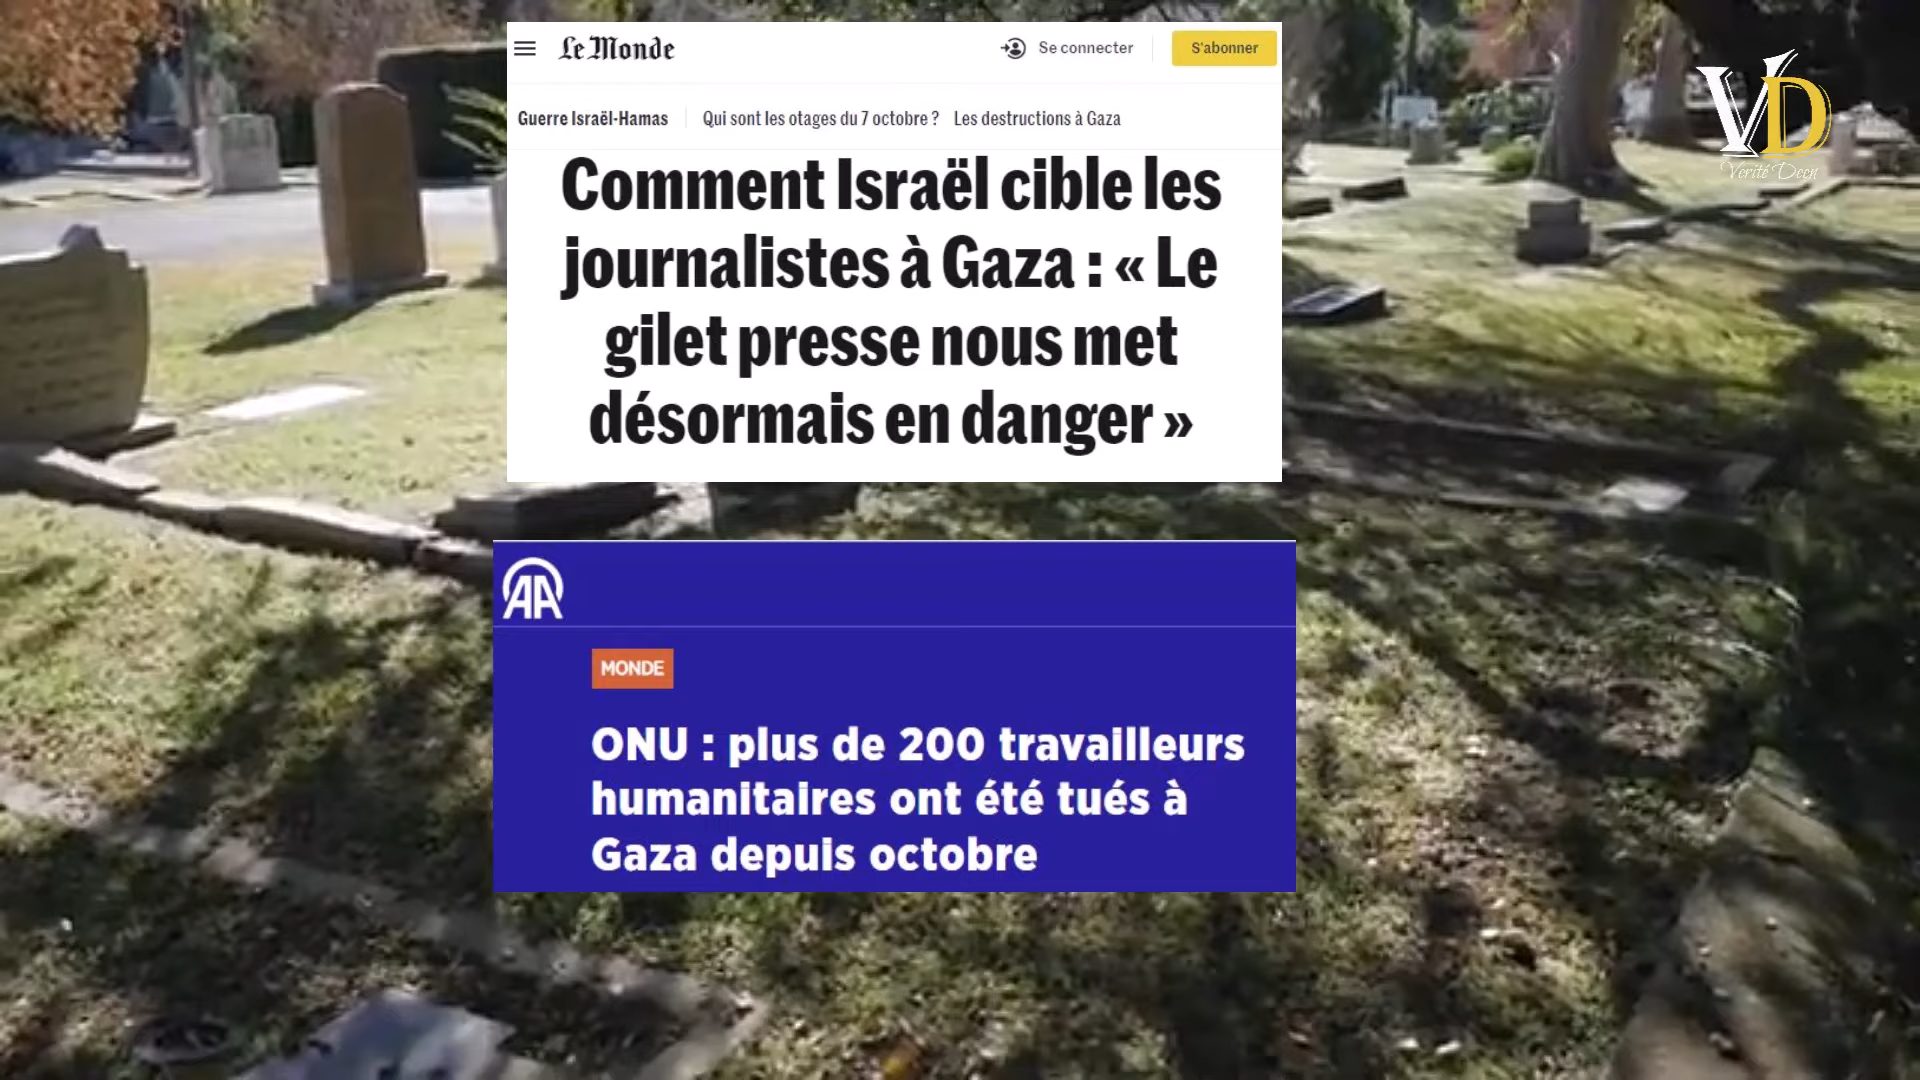 Le Monde
Se connecter
S'abonner
VD
Vérité Deen
Guerre Israël-Hamas
Qui sont les otages du 7 octobre ?
Les destructions à Gaza
Comment Israël cible les
journalistes à Gaza : « Le
gilet presse nous met
désormais en danger »
AA
MONDE
ONU : plus de 200 travailleurs
humanitaires ont été tués à
Gaza depuis octobre